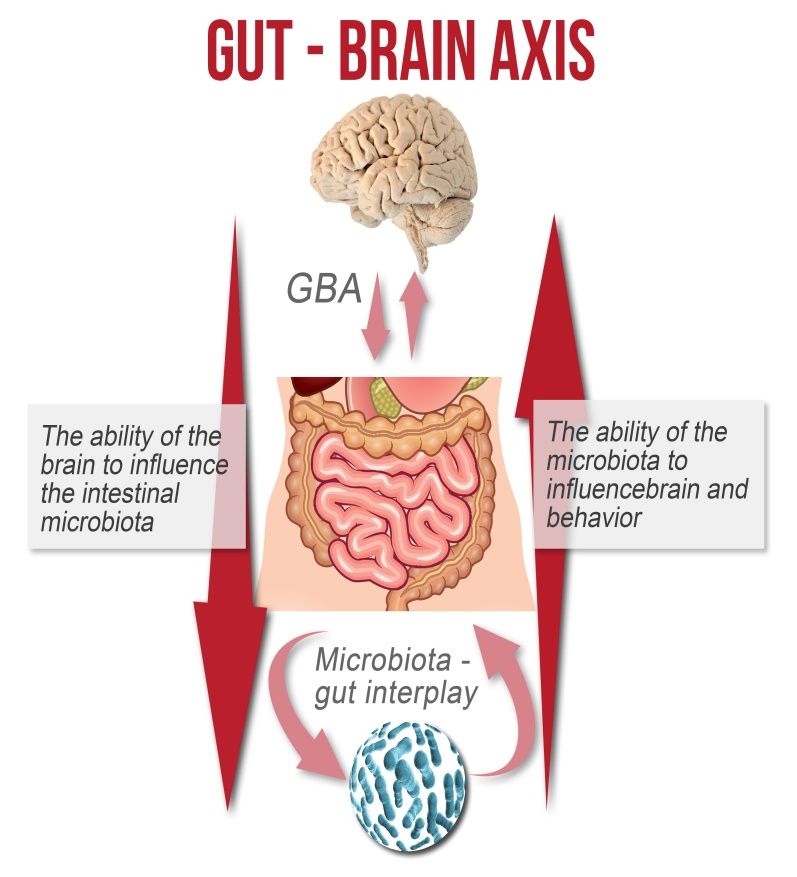 GUT - BRAIN AXIS
GBA
The ability of the
brain to influence
the intestinal
microbiota
The ability of the
microbiota to
influencebrain and
behavior
Microbiota -
gut interplay